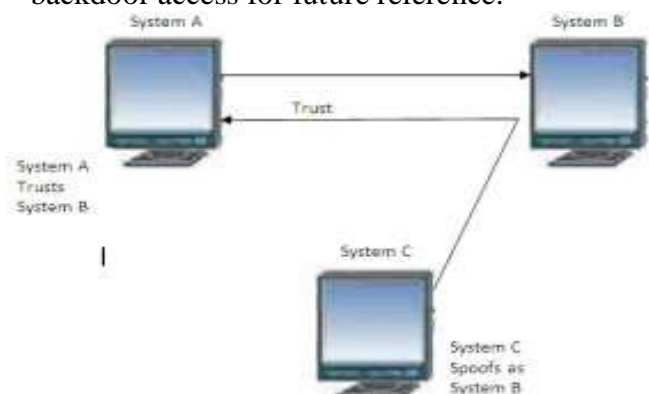 backdoor access for future reference.
System A
System B
Trust
System A
Trusts
System B
System C
System C
Spoofs as
System B